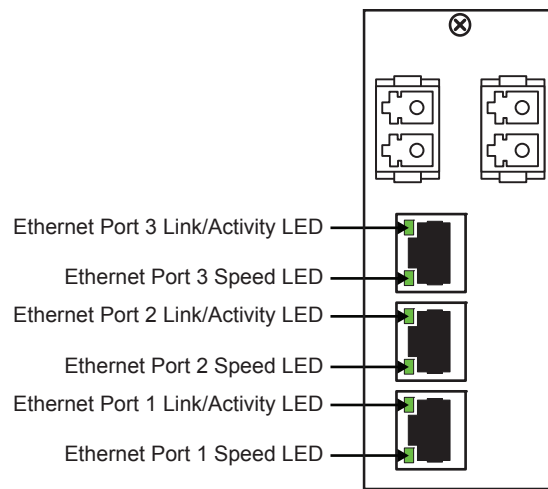 Ethernet Port 3 Link/Activity LED
Ethernet Port 3 Speed LED
Ethernet Port 2 Link/Activity LED
Ethernet Port 2 Speed LED
Ethernet Port 1 Link/Activity LED
Ethernet Port 1 Speed LED